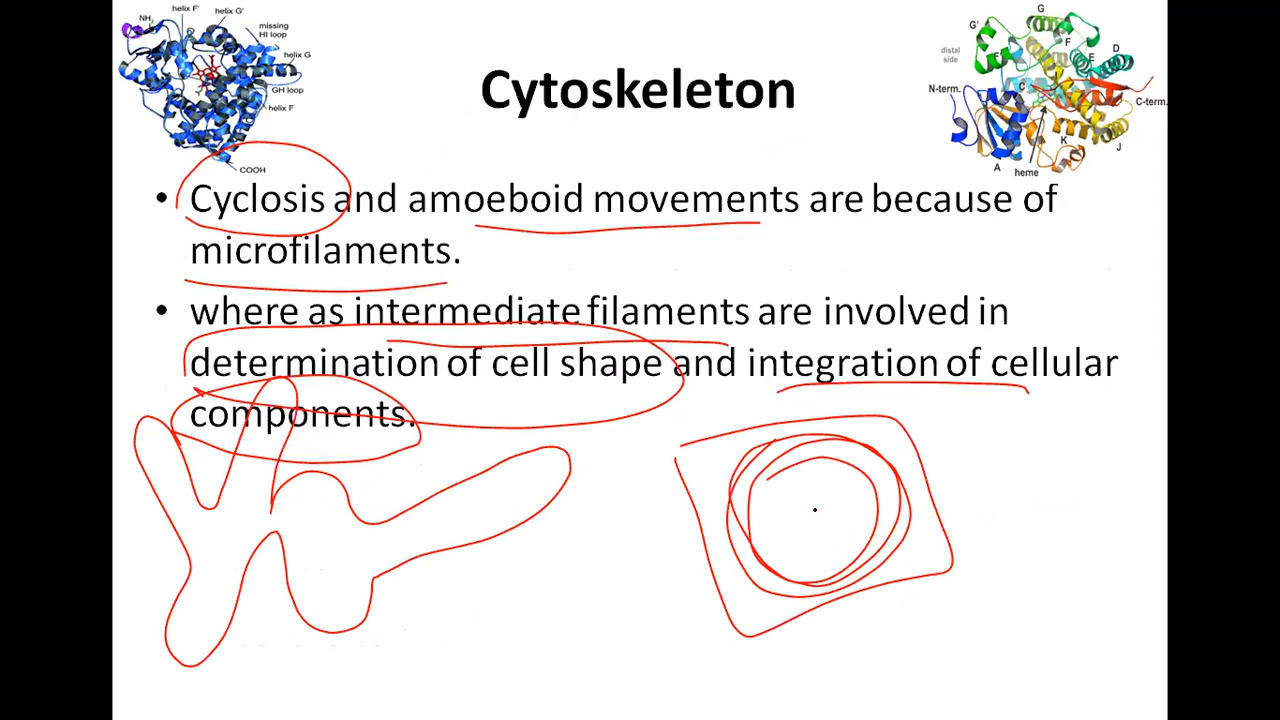 NH₂
helix F'
helix G'
missing
HI loop
helix G
GH loop
helix F
COOH
Cytoskeleton
G
G'
F
distal
side
F'
E
D
N-term.
C
C-term.
K
J
A
heme
• Cyclosis and amoeboid movements are because of
microfilaments.
• where as intermediate filaments are involved in
determination of cell shape and integration of cellular
components.